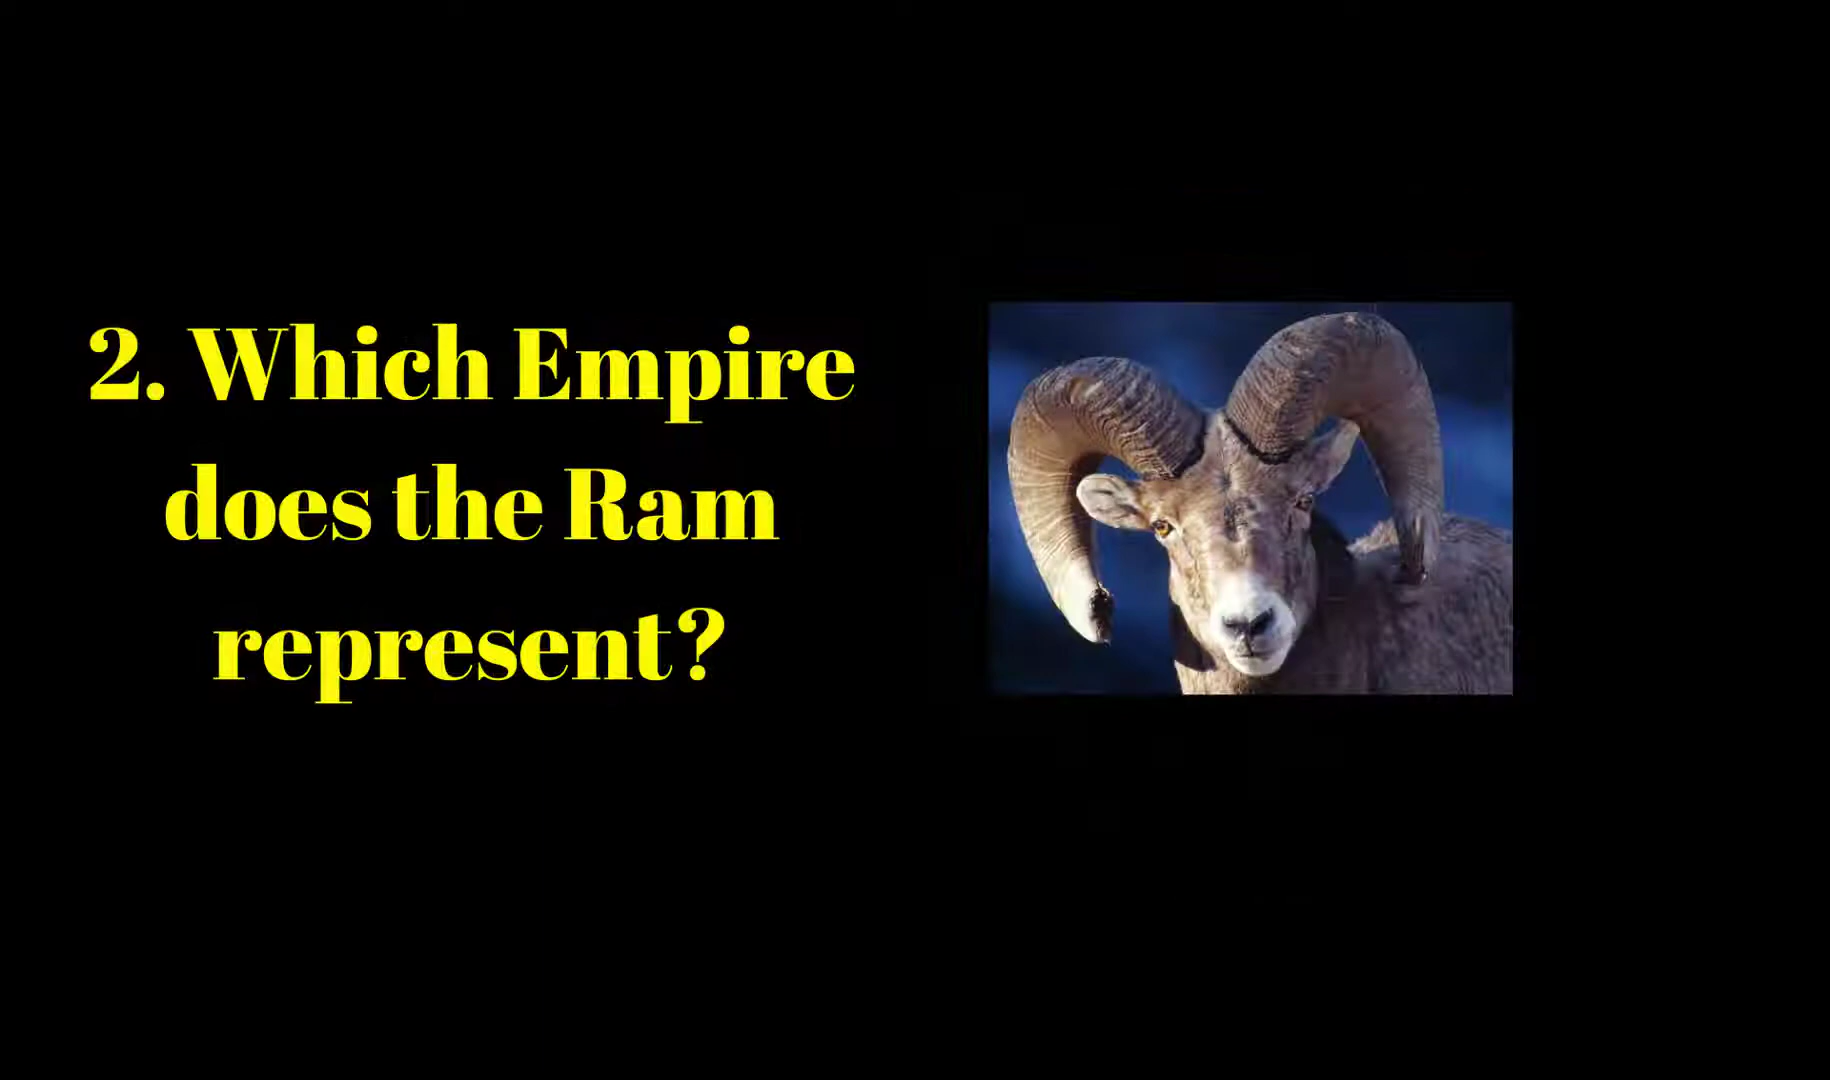 2. Which Empire
does the Ram
represent?